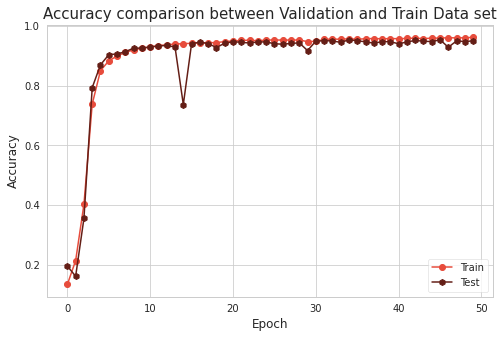 Accuracy comparison between Validation and Train Data set
1.0
0.8
0.6
0.4
0.2
Accuracy
0
10
20
30
40
50
Epoch
Train
Test